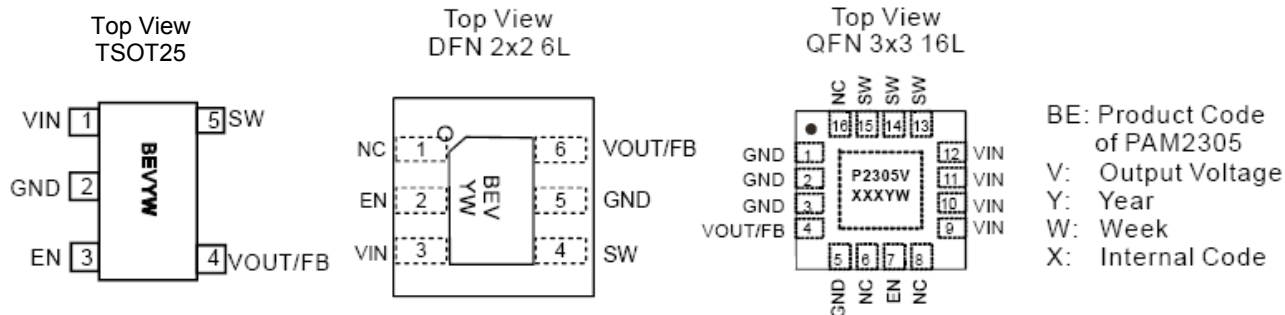 Top View
TSOT25
VIN 1
5 SW
GND 2
EN 3
4 VOUT/FB
BEVYW
Top View
DFN 2x2 6L
NC 1
6 VOUT/FB
EN 2
5 GND
VIN 3
4 SW
BEV
YW
Top View
QFN 3x3 16L
NC SW SW SW
16 15 14 13
GND 1
GND 2
GND 3
VOUT/FB 4
12 VIN
11 VIN
10 VIN
9 VIN
P2305V
XXXYW
5 6 7 8
GND NC EN NC
BE: Product Code
of PAM2305
V: Output Voltage
Y: Year
W: Week
X: Internal Code